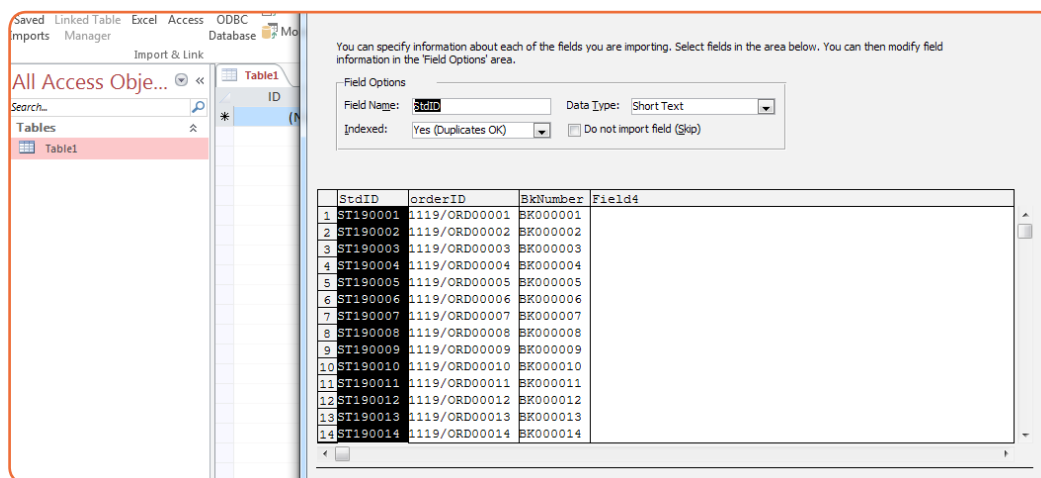 Saved Linked Table Excel Access ODBC
Imports Manager Database Mo
Import & Link
All Access Obje... «
Search...
Tables
Table1
Table1
ID
* (N
You can specify information about each of the fields you are importing. Select fields in the area below. You can then modify field
information in the 'Field Options' area.
Field Options
Field Name: StdID Data Type: Short Text
Indexed: Yes (Duplicates OK) Do not import field (Skip)
StdID orderID BkNumber Field4
1 ST190001 1119/ORD00001 BK000001
2 ST190002 1119/ORD00002 BK000002
3 ST190003 1119/ORD00003 BK000003
4 ST190004 1119/ORD00004 BK000004
5 ST190005 1119/ORD00005 BK000005
6 ST190006 1119/ORD00006 BK000006
7 ST190007 1119/ORD00007 BK000007
8 ST190008 1119/ORD00008 BK000008
9 ST190009 1119/ORD00009 BK000009
10 ST190010 1119/ORD00010 BK000010
11 ST190011 1119/ORD00011 BK000011
12 ST190012 1119/ORD00012 BK000012
13 ST190013 1119/ORD00013 BK000013
14 ST190014 1119/ORD00014 BK000014